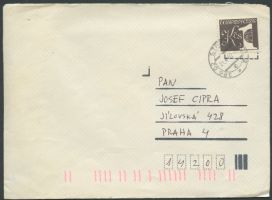 PAN
JOSEF CIPRA
JÍLOVSKÁ 428
PRAHA 4
14200